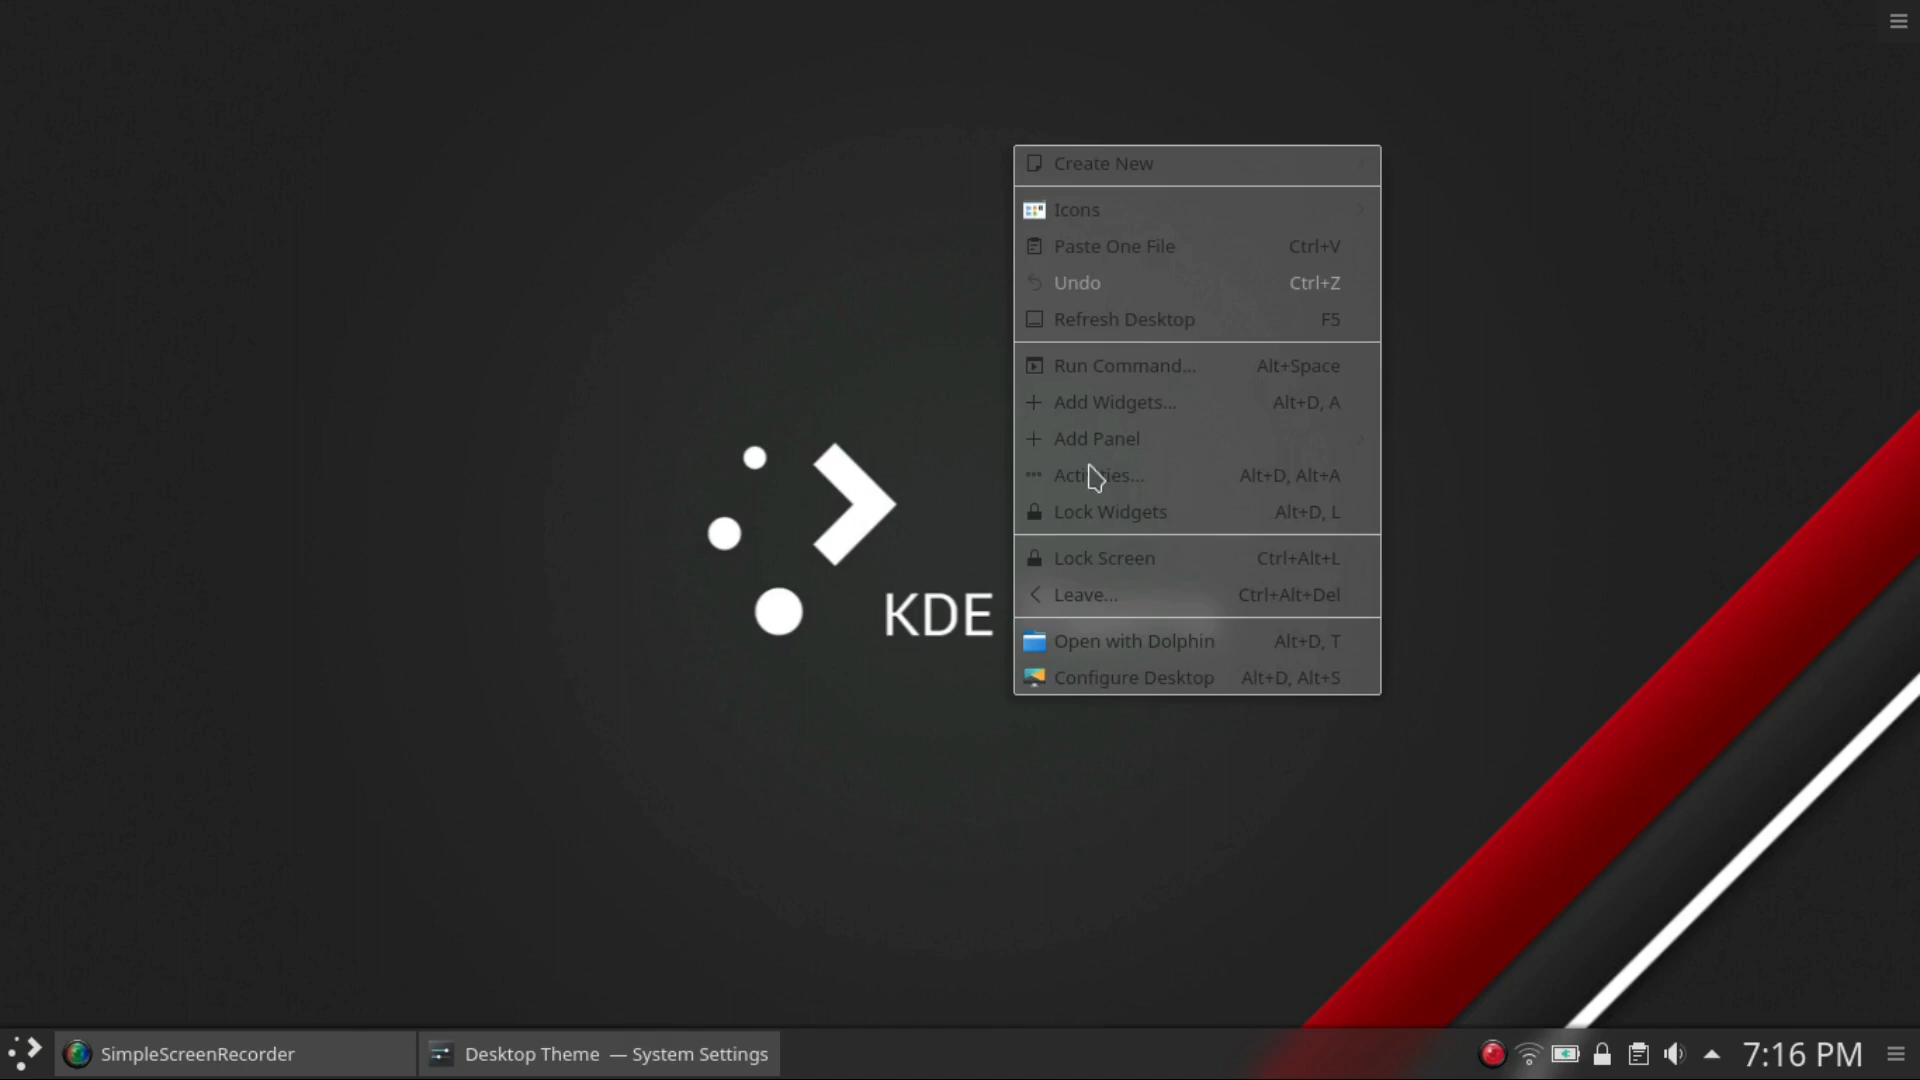 Create New
Icons
Paste One File Ctrl+V
Undo Ctrl+Z
Refresh Desktop F5
Run Command... Alt+Space
Add Widgets... Alt+D, A
Add Panel
Activities... Alt+D, Alt+A
Lock Widgets Alt+D, L
Lock Screen Ctrl+Alt+L
Leave... Ctrl+Alt+Del
KDE
Open with Dolphin Alt+D, T
Configure Desktop Alt+D, Alt+S
SimpleScreenRecorder
Desktop Theme — System Settings
7:16 PM